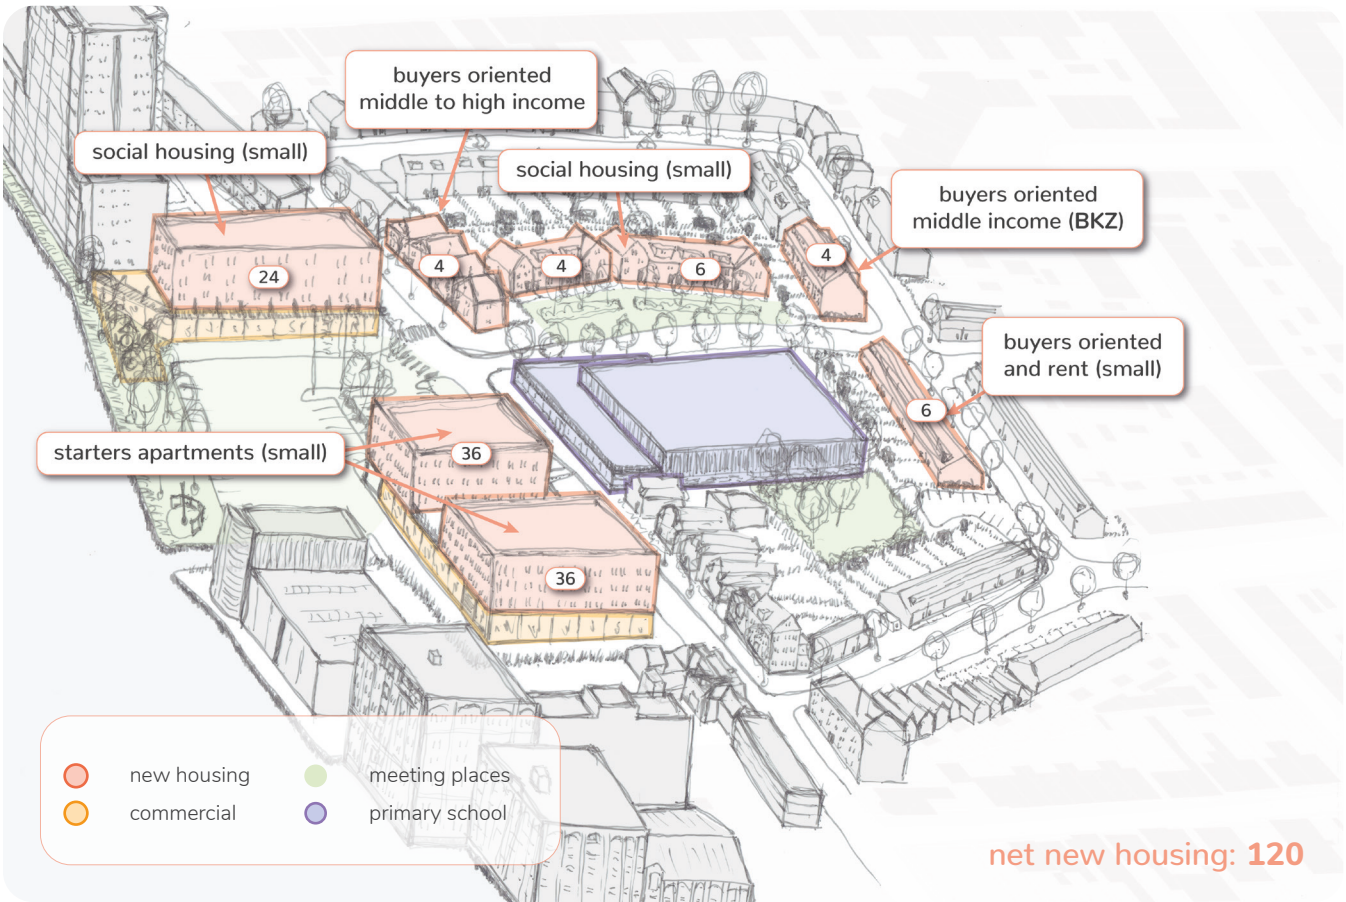 buyers oriented
middle to high income
social housing (small)
social housing (small)
buyers oriented
middle income (BKZ)
24
4
4
6
4
buyers oriented
and rent (small)
6
starters apartments (small)
36
36
new housing
meeting places
commercial
primary school
net new housing: 120